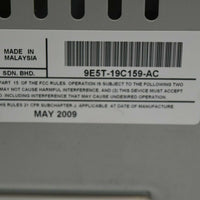 MADE IN
MALAYSIA
SDN. BHD.
9E5T-19C159-AC
PART 15 OF THE FCC RULES. OPERATION IS SUBJECT TO THE FOLLOWING TWO
MAY NOT CAUSE HARMFUL INTERFERENCE, AND (2) THIS DEVICE MUST ACCEPT
INCLUDING INTERFERENCE THAT MAY CAUSE UNDESIRED OPERATION.
RULES 21 CFR SUBCHAPTER J APPLICABLE AT DATE OF MANUFACTURE
MAY 2009